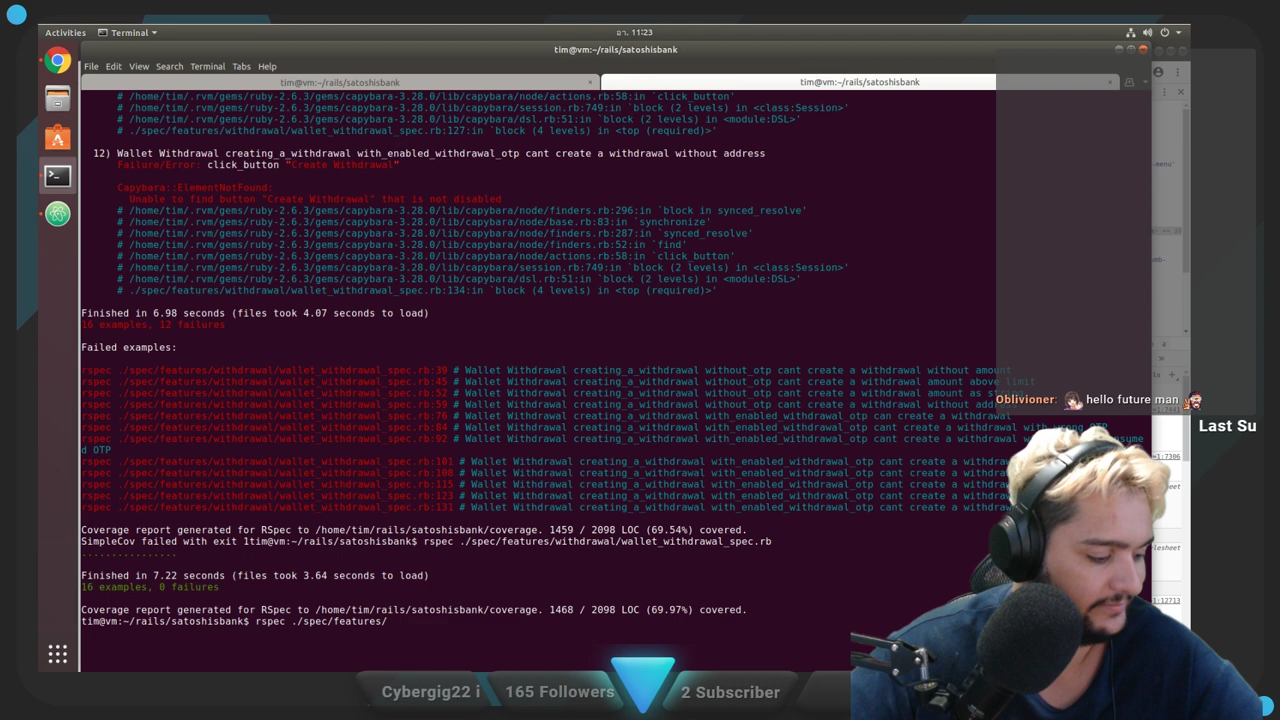 Activities
Terminal
อา. 11:23
tim@vm:~/rails/satoshisbank
File Edit View Search Terminal Tabs Help
tim@vm:~/rails/satoshisbank × tim@vm:~/rails/satoshisbank ×
# /home/tim/.rvm/gems/ruby-2.6.3/gems/capybara-3.28.0/lib/capybara/node/actions.rb:58:in `click_button'
# /home/tim/.rvm/gems/ruby-2.6.3/gems/capybara-3.28.0/lib/capybara/session.rb:749:in `block (2 levels) in <class:Session>'
# /home/tim/.rvm/gems/ruby-2.6.3/gems/capybara-3.28.0/lib/capybara/dsl.rb:51:in `block (2 levels) in <module:DSL>'
# ./spec/features/withdrawal/wallet_withdrawal_spec.rb:127:in `block (4 levels) in <top (required)>'
12) Wallet Withdrawal creating_a_withdrawal with_enabled_withdrawal_otp cant create a withdrawal without address
Failure/Error: click_button "Create Withdrawal"
Capybara::ElementNotFound:
Unable to find button "Create Withdrawal" that is not disabled
# /home/tim/.rvm/gems/ruby-2.6.3/gems/capybara-3.28.0/lib/capybara/node/finders.rb:296:in `block in synced_resolve'
# /home/tim/.rvm/gems/ruby-2.6.3/gems/capybara-3.28.0/lib/capybara/node/base.rb:83:in `synchronize'
# /home/tim/.rvm/gems/ruby-2.6.3/gems/capybara-3.28.0/lib/capybara/node/finders.rb:287:in `synced_resolve'
# /home/tim/.rvm/gems/ruby-2.6.3/gems/capybara-3.28.0/lib/capybara/node/finders.rb:52:in `find'
# /home/tim/.rvm/gems/ruby-2.6.3/gems/capybara-3.28.0/lib/capybara/node/actions.rb:58:in `click_button'
# /home/tim/.rvm/gems/ruby-2.6.3/gems/capybara-3.28.0/lib/capybara/session.rb:749:in `block (2 levels) in <class:Session>'
# /home/tim/.rvm/gems/ruby-2.6.3/gems/capybara-3.28.0/lib/capybara/dsl.rb:51:in `block (2 levels) in <module:DSL>'
# ./spec/features/withdrawal/wallet_withdrawal_spec.rb:134:in `block (4 levels) in <top (required)>'
Finished in 6.98 seconds (files took 4.07 seconds to load)
16 examples, 12 failures
Failed examples:
rspec ./spec/features/withdrawal/wallet_withdrawal_spec.rb:39 # Wallet Withdrawal creating_a_withdrawal without_otp cant create a withdrawal without amount
rspec ./spec/features/withdrawal/wallet_withdrawal_spec.rb:45 # Wallet Withdrawal creating_a_withdrawal without_otp cant create a withdrawal amount above limit
rspec ./spec/features/withdrawal/wallet_withdrawal_spec.rb:52 # Wallet Withdrawal creating_a_withdrawal without_otp cant create a withdrawal amount as
rspec ./spec/features/withdrawal/wallet_withdrawal_spec.rb:59 # Wallet Withdrawal creating_a_withdrawal without_otp cant create a withdrawal without
rspec ./spec/features/withdrawal/wallet_withdrawal_spec.rb:76 # Wallet Withdrawal creating_a_withdrawal with_enabled_withdrawal_otp can create a withdrawal
rspec ./spec/features/withdrawal/wallet_withdrawal_spec.rb:84 # Wallet Withdrawal creating_a_withdrawal with_enabled_withdrawal_otp cant create a withdrawal with wrong OTP
rspec ./spec/features/withdrawal/wallet_withdrawal_spec.rb:92 # Wallet Withdrawal creating_a_withdrawal with_enabled_withdrawal_otp cant create a
d OTP
rspec ./spec/features/withdrawal/wallet_withdrawal_spec.rb:101 # Wallet Withdrawal creating_a_withdrawal with_enabled_withdrawal_otp cant create a
rspec ./spec/features/withdrawal/wallet_withdrawal_spec.rb:108 # Wallet Withdrawal creating_a_withdrawal with_enabled_withdrawal_otp cant create a
rspec ./spec/features/withdrawal/wallet_withdrawal_spec.rb:115 # Wallet Withdrawal creating_a_withdrawal with_enabled_withdrawal_otp cant create a
rspec ./spec/features/withdrawal/wallet_withdrawal_spec.rb:123 # Wallet Withdrawal creating_a_withdrawal with_enabled_withdrawal_otp cant create a
rspec ./spec/features/withdrawal/wallet_withdrawal_spec.rb:131 # Wallet Withdrawal creating_a_withdrawal with_enabled_withdrawal_otp cant create a
Coverage report generated for RSpec to /home/tim/rails/satoshisbank/coverage. 1459 / 2098 LOC (69.54%) covered.
SimpleCov failed with exit 1tim@vm:~/rails/satoshisbank$ rspec ./spec/features/withdrawal/wallet_withdrawal_spec.rb
................
Finished in 7.22 seconds (files took 3.64 seconds to load)
16 examples, 0 failures
Coverage report generated for RSpec to /home/tim/rails/satoshisbank/coverage. 1468 / 2098 LOC (69.97%) covered.
tim@vm:~/rails/satoshisbank$ rspec ./spec/features/
Oblivioner: hello future man
Last Su
Cybergig22 i
165 Followers
2 Subscriber